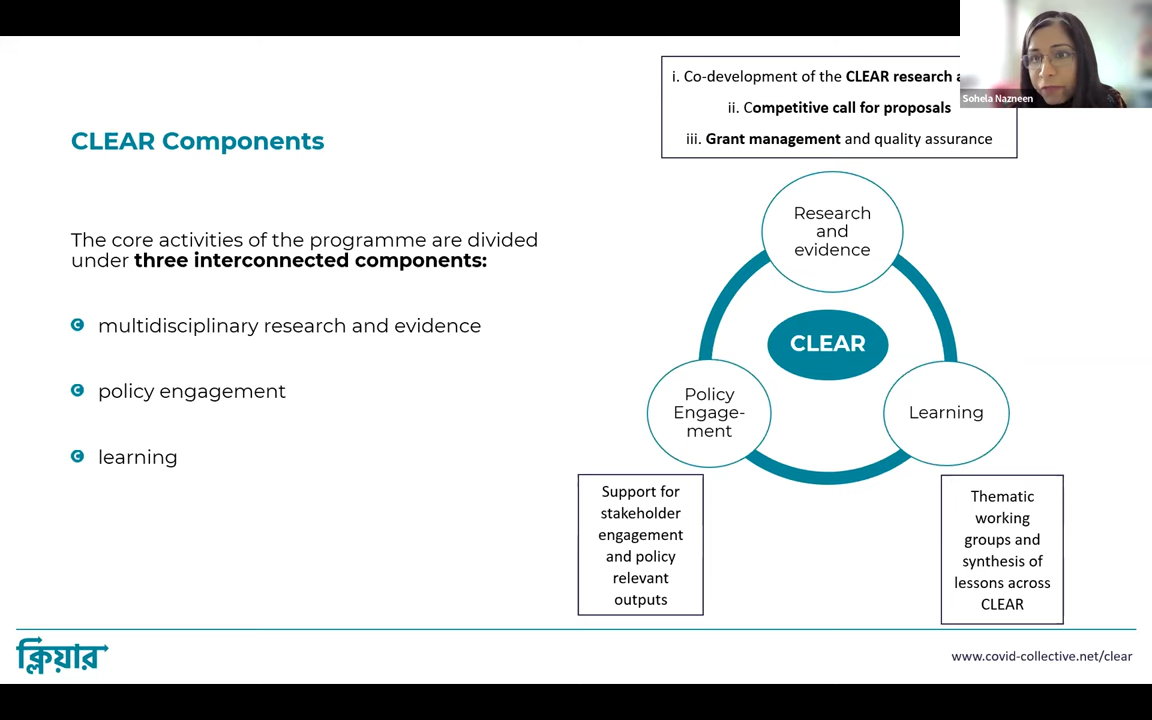 i. Co-development of the CLEAR research
Sohela Nazneen
ii. Competitive call for proposals
iii. Grant management and quality assurance
CLEAR Components
The core activities of the programme are divided
under three interconnected components:
multidisciplinary research and evidence
policy engagement
learning
Research
and
evidence
CLEAR
Policy
Engage-
ment
Learning
Support for
stakeholder
engagement
and policy
relevant
outputs
Thematic
working
groups and
synthesis of
lessons across
CLEAR
ক্লিয়ার
www.covid-collective.net/clear